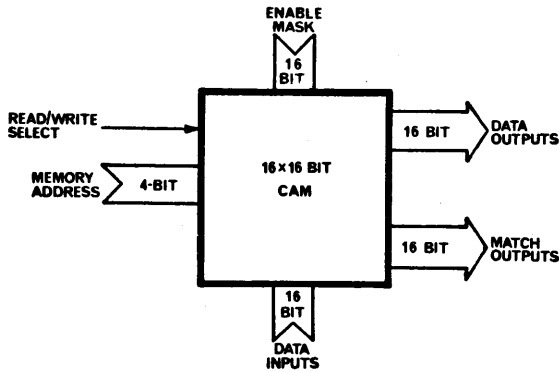 ENABLE
MASK
16
BIT
READ/WRITE
SELECT
16 BIT
DATA
OUTPUTS
MEMORY
ADDRESS
4-BIT
16×16 BIT
CAM
16 BIT
MATCH
OUTPUTS
16
BIT
DATA
INPUTS